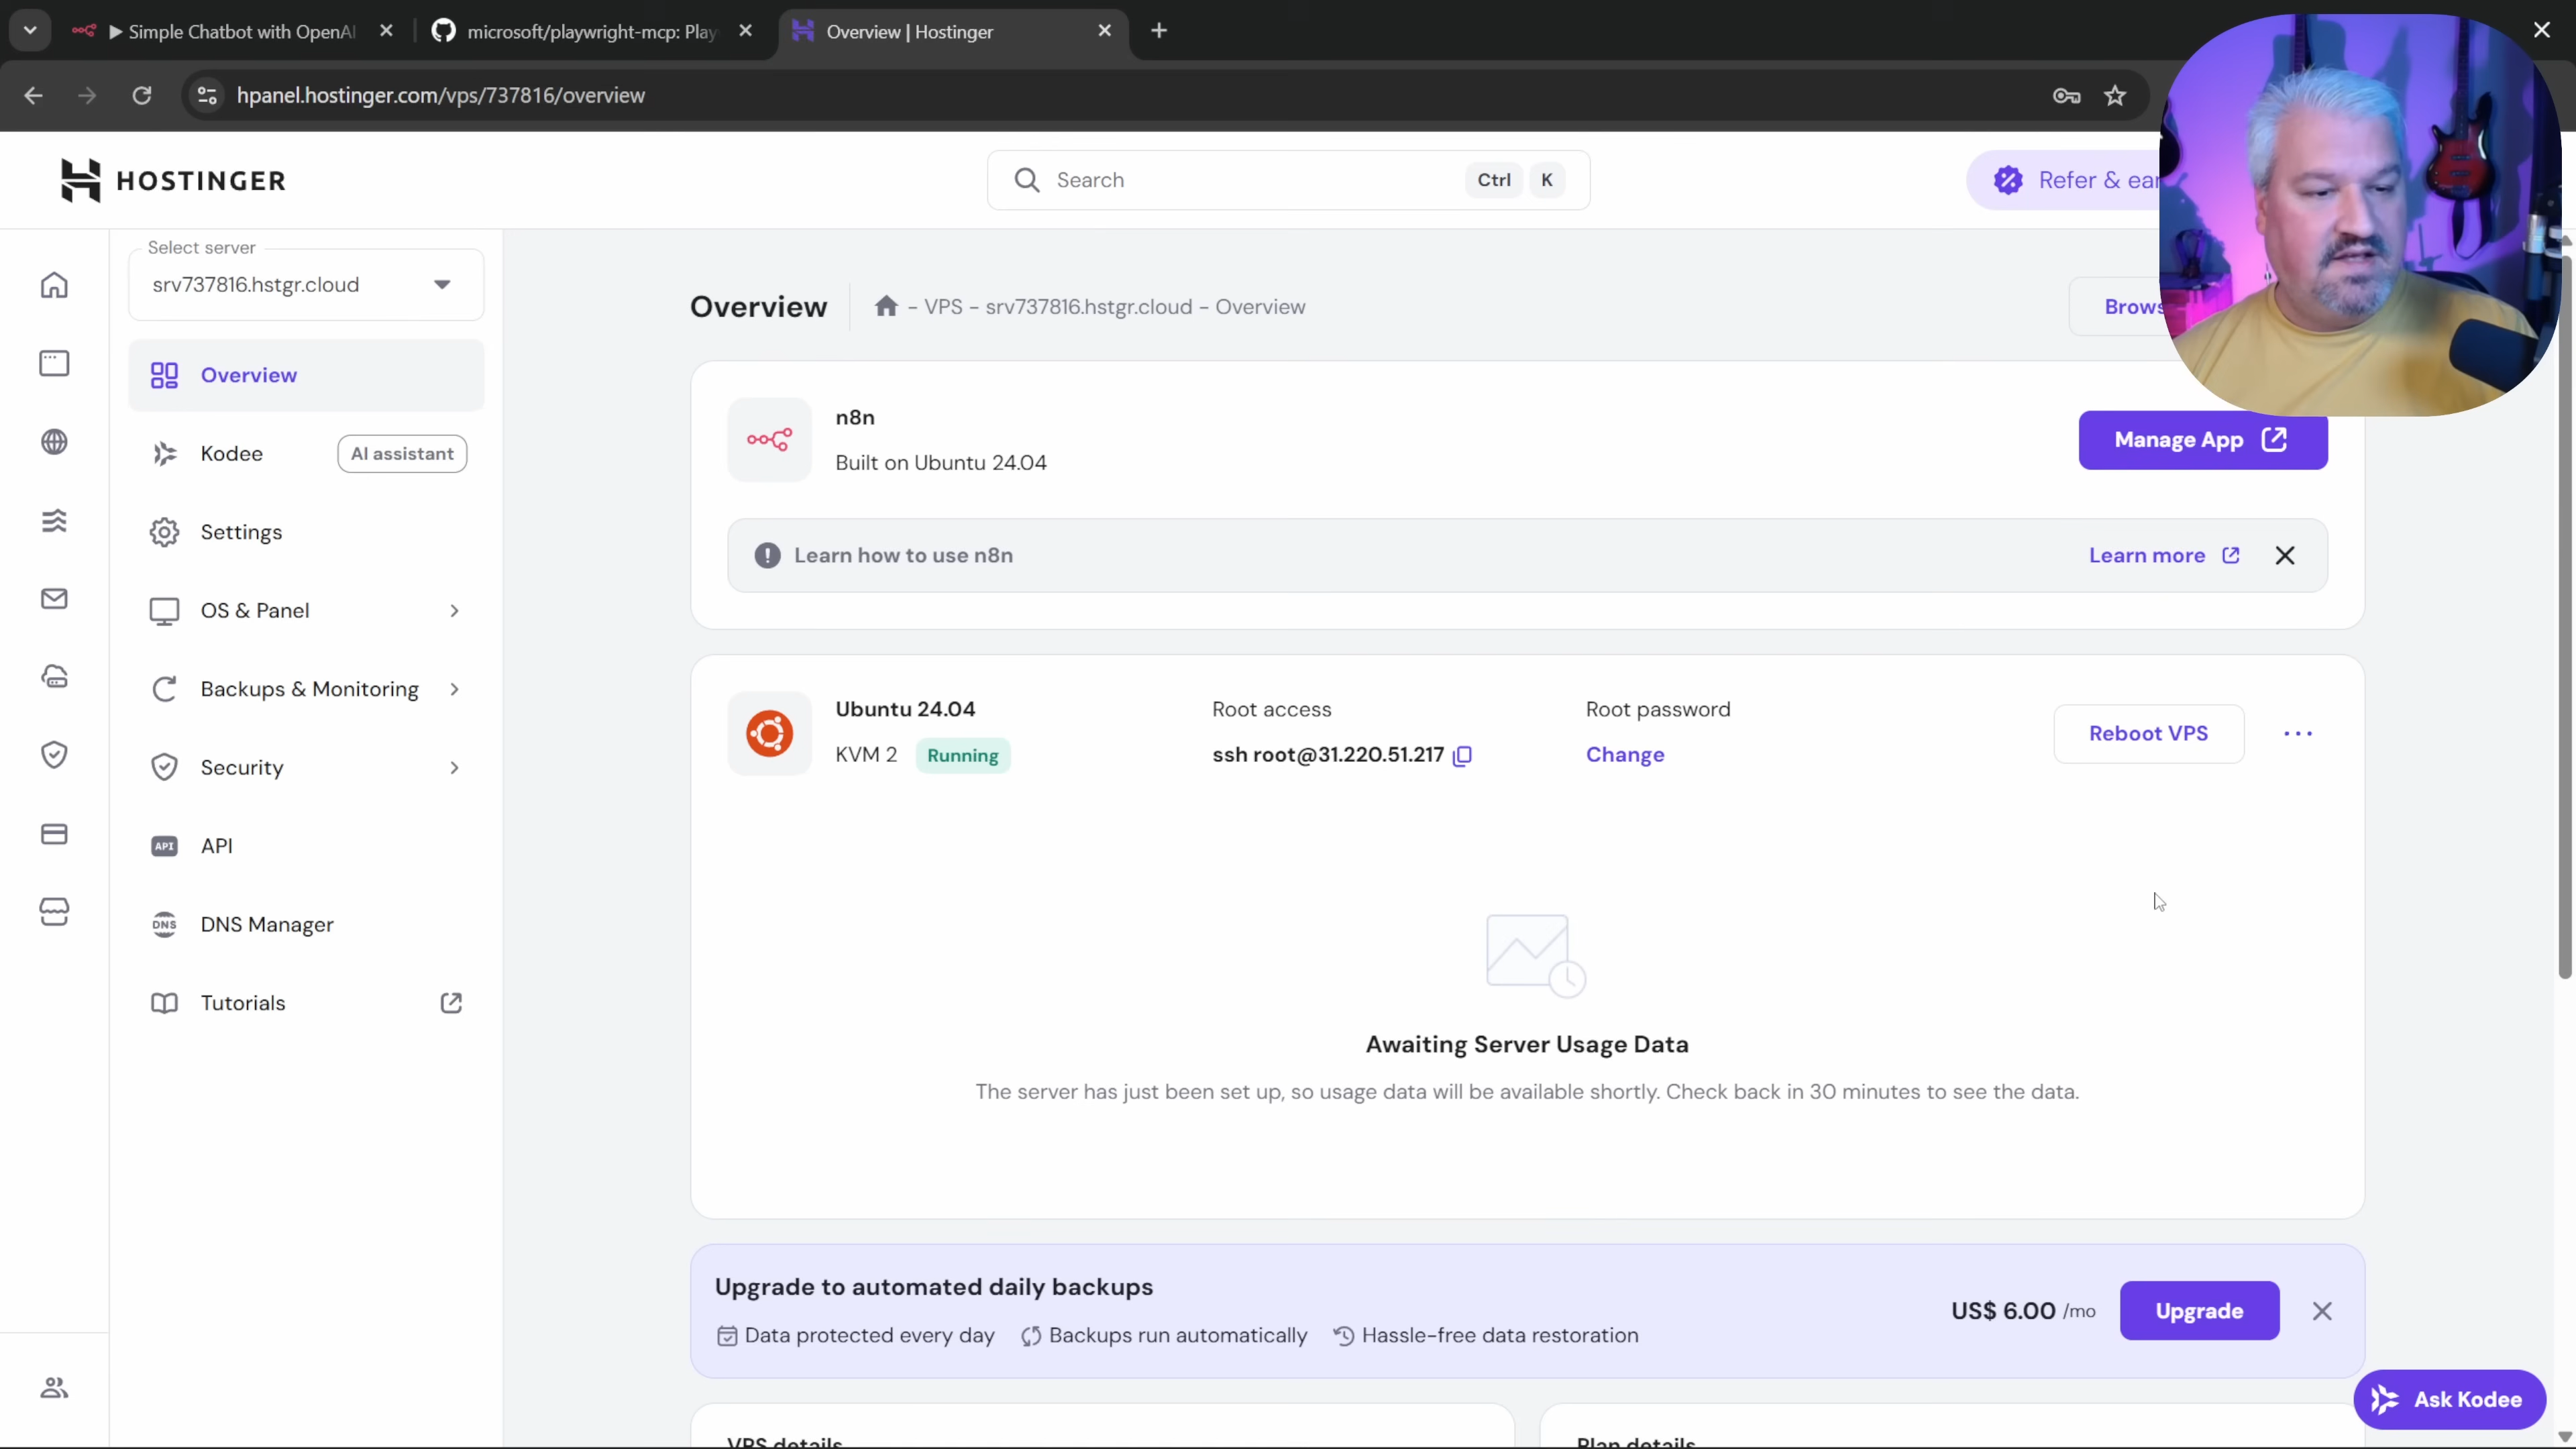 Simple Chatbot with OpenAI
microsoft/playwright-mcp: Play
Overview | Hostinger
hpanel.hostinger.com/vps/737816/overview
HOSTINGER
Search
Ctrl
K
Refer & ear
Select server
srv737816.hstgr.cloud
Overview
Kodee
AI assistant
Settings
OS & Panel
Backups & Monitoring
Security
API
API
DNS
DNS Manager
Tutorials
Overview
- VPS - srv737816.hstgr.cloud - Overview
Brows
n8n
Built on Ubuntu 24.04
Manage App
Learn how to use n8n
Learn more
Ubuntu 24.04
KVM 2
Running
Root access
ssh root@31.220.51.217
Root password
Change
Reboot VPS
Awaiting Server Usage Data
The server has just been set up, so usage data will be available shortly. Check back in 30 minutes to see the data.
Upgrade to automated daily backups
Data protected every day
Backups run automatically
Hassle-free data restoration
US$ 6.00 /mo
Upgrade
Ask Kodee
VPS details
Plan details